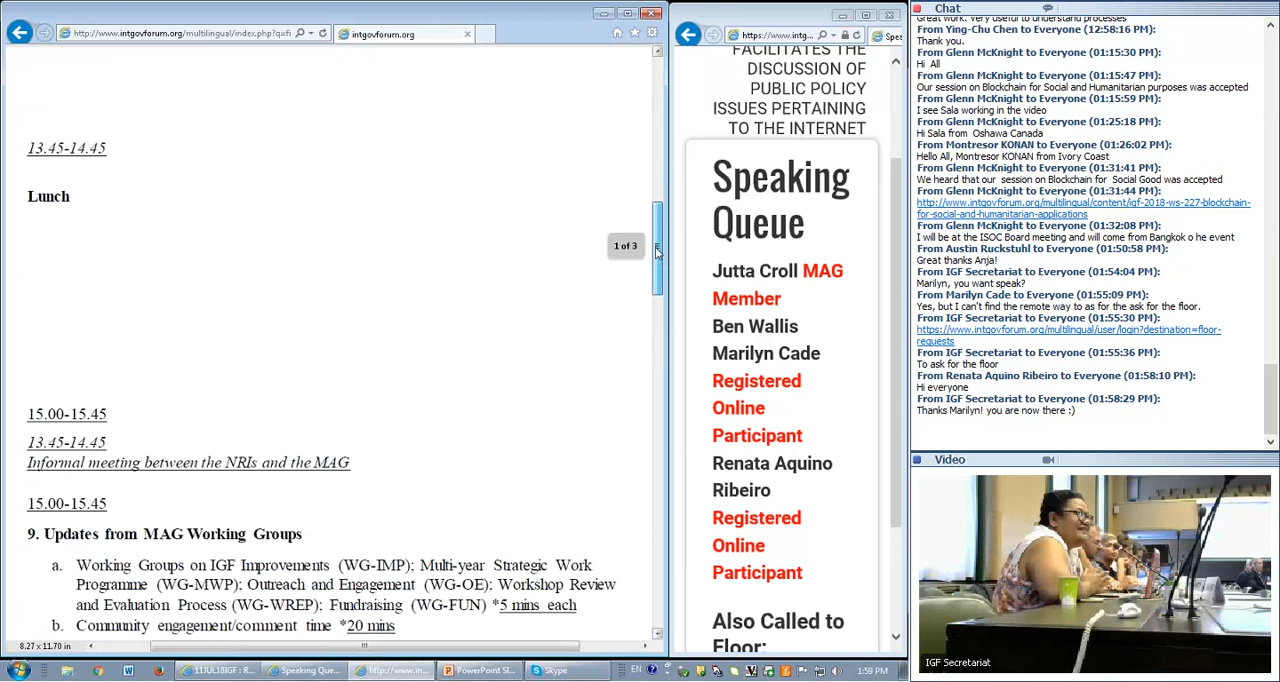 http://www.intgovforum.org/multilingual/index.php?q=fi
intgovforum.org
13.45-14.45
Lunch
1 of 3
15.00-15.45
13.45-14.45
Informal meeting between the NRIs and the MAG
15.00-15.45
9. Updates from MAG Working Groups
a. Working Groups on IGF Improvements (WG-IMP); Multi-year Strategic Work
Programme (WG-MWP); Outreach and Engagement (WG-OE); Workshop Review
and Evaluation Process (WG-WREP); Fundraising (WG-FUN) *5 mins each
b. Community engagement/comment time *20 mins
8.27 x 11.70 in
https://www.intg...
Spea
FACILITATES THE
DISCUSSION OF
PUBLIC POLICY
ISSUES PERTAINING
TO THE INTERNET
Speaking
Queue
Jutta Croll MAG
Member
Ben Wallis
Marilyn Cade
Registered
Online
Participant
Renata Aquino
Ribeiro
Registered
Online
Participant
Also Called to
Floor:
Chat
Great work. Very useful to understand processes
From Ying-Chu Chen to Everyone (12:58:16 PM):
Thank you.
From Glenn McKnight to Everyone (01:15:30 PM):
Hi All
From Glenn McKnight to Everyone (01:15:47 PM):
Our session on Blockchain for Social and Humanitarian purposes was accepted
From Glenn McKnight to Everyone (01:15:59 PM):
I see Sala working in the video
From Glenn McKnight to Everyone (01:25:18 PM):
Hi Sala from Oshawa Canada
From Montresor KONAN to Everyone (01:26:02 PM):
Hello All, Montresor KONAN from Ivory Coast
From Glenn McKnight to Everyone (01:31:41 PM):
We heard that our session on Blockchain for Social Good was accepted
From Glenn McKnight to Everyone (01:31:44 PM):
http://www.intgovforum.org/multilingual/content/igf-2018-ws-227-blockchain-
for-social-and-humanitarian-applications
From Glenn McKnight to Everyone (01:32:08 PM):
I will be at the ISOC Board meeting and will come from Bangkok o he event
From Austin Ruckstuhl to Everyone (01:50:58 PM):
Great thanks Anja!
From IGF Secretariat to Everyone (01:54:04 PM):
Marilyn, you want speak?
From Marilyn Cade to Everyone (01:55:09 PM):
Yes, but I can't find the remote way to as for the ask for the floor.
From IGF Secretariat to Everyone (01:55:30 PM):
https://www.intgovforum.org/multilingual/user/login?destination=floor-
requests
From IGF Secretariat to Everyone (01:55:36 PM):
To ask for the floor
From Renata Aquino Ribeiro to Everyone (01:58:10 PM):
Hi everyone
From IGF Secretariat to Everyone (01:58:29 PM):
Thanks Marilyn! you are now there :)
Video
IGF Secretariat
11JUL18IGF : R...
Speaking Que...
http://www.in...
PowerPoint Sl...
Skype
EN
1:59 PM